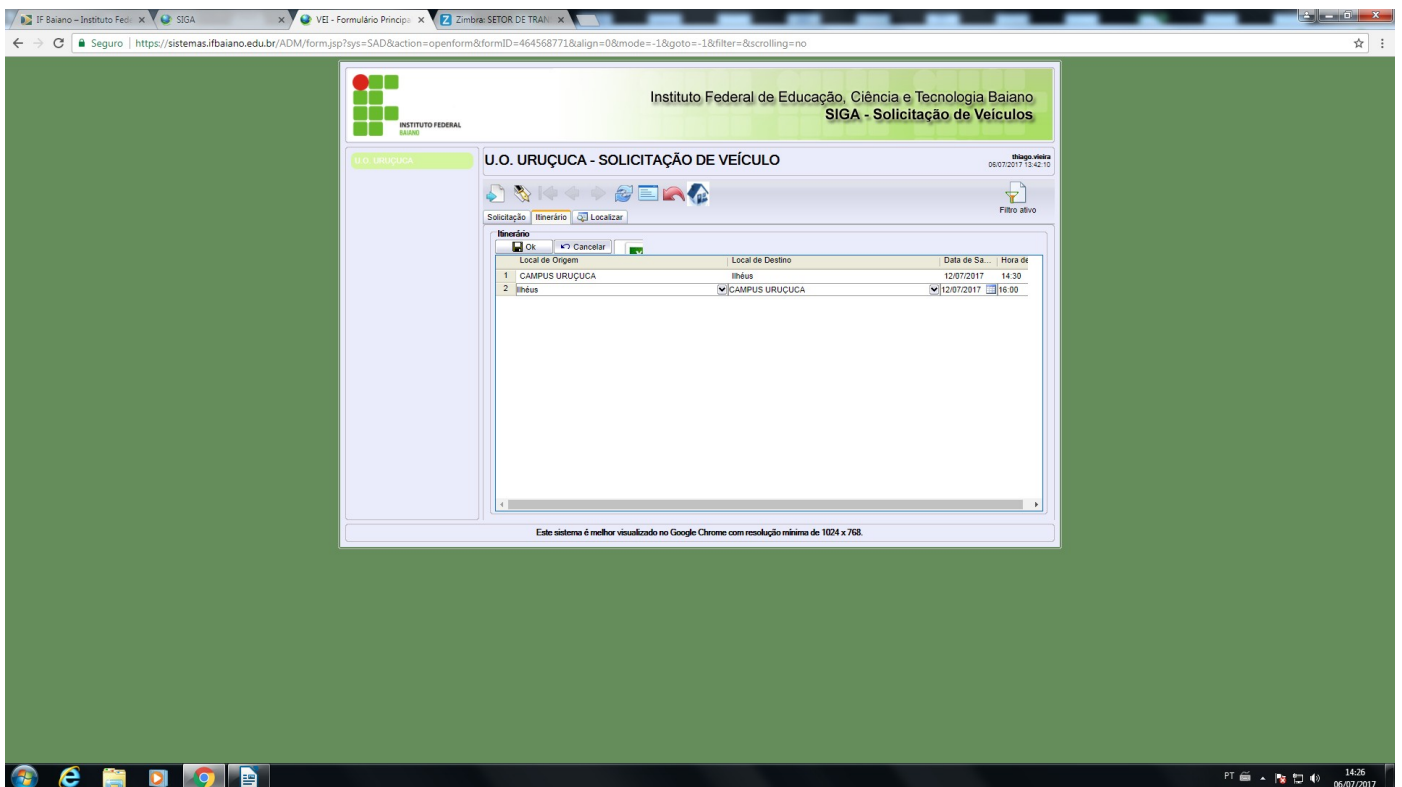 IF Baiano – Instituto Fede
SIGA
VEI - Formulário Principa
Zimbra: SETOR DE TRAN
Seguro | https://sistemas.ifbaiano.edu.br/ADM/form.jsp?sys=SAD&action=openform&formID=464568771&align=0&mode=-1&goto=-1&filter=&scrolling=no
INSTITUTO FEDERAL
BAIANO
Instituto Federal de Educação, Ciência e Tecnologia Baiano
SIGA - Solicitação de Veículos
U.O. URUÇUCA
U.O. URUÇUCA - SOLICITAÇÃO DE VEÍCULO
thiago.vieira
06/07/2017 13:42:10
Filtro ativo
Solicitação Itinerário Localizar
Itinerário
Ok Cancelar
Local de Origem Local de Destino Data de Sa... Hora de
1 CAMPUS URUÇUCA Ilhéus 12/07/2017 14:30
2 Ilhéus CAMPUS URUÇUCA 12/07/2017 16:00
Este sistema é melhor visualizado no Google Chrome com resolução mínima de 1024 x 768.
PT
14:26
06/07/2017